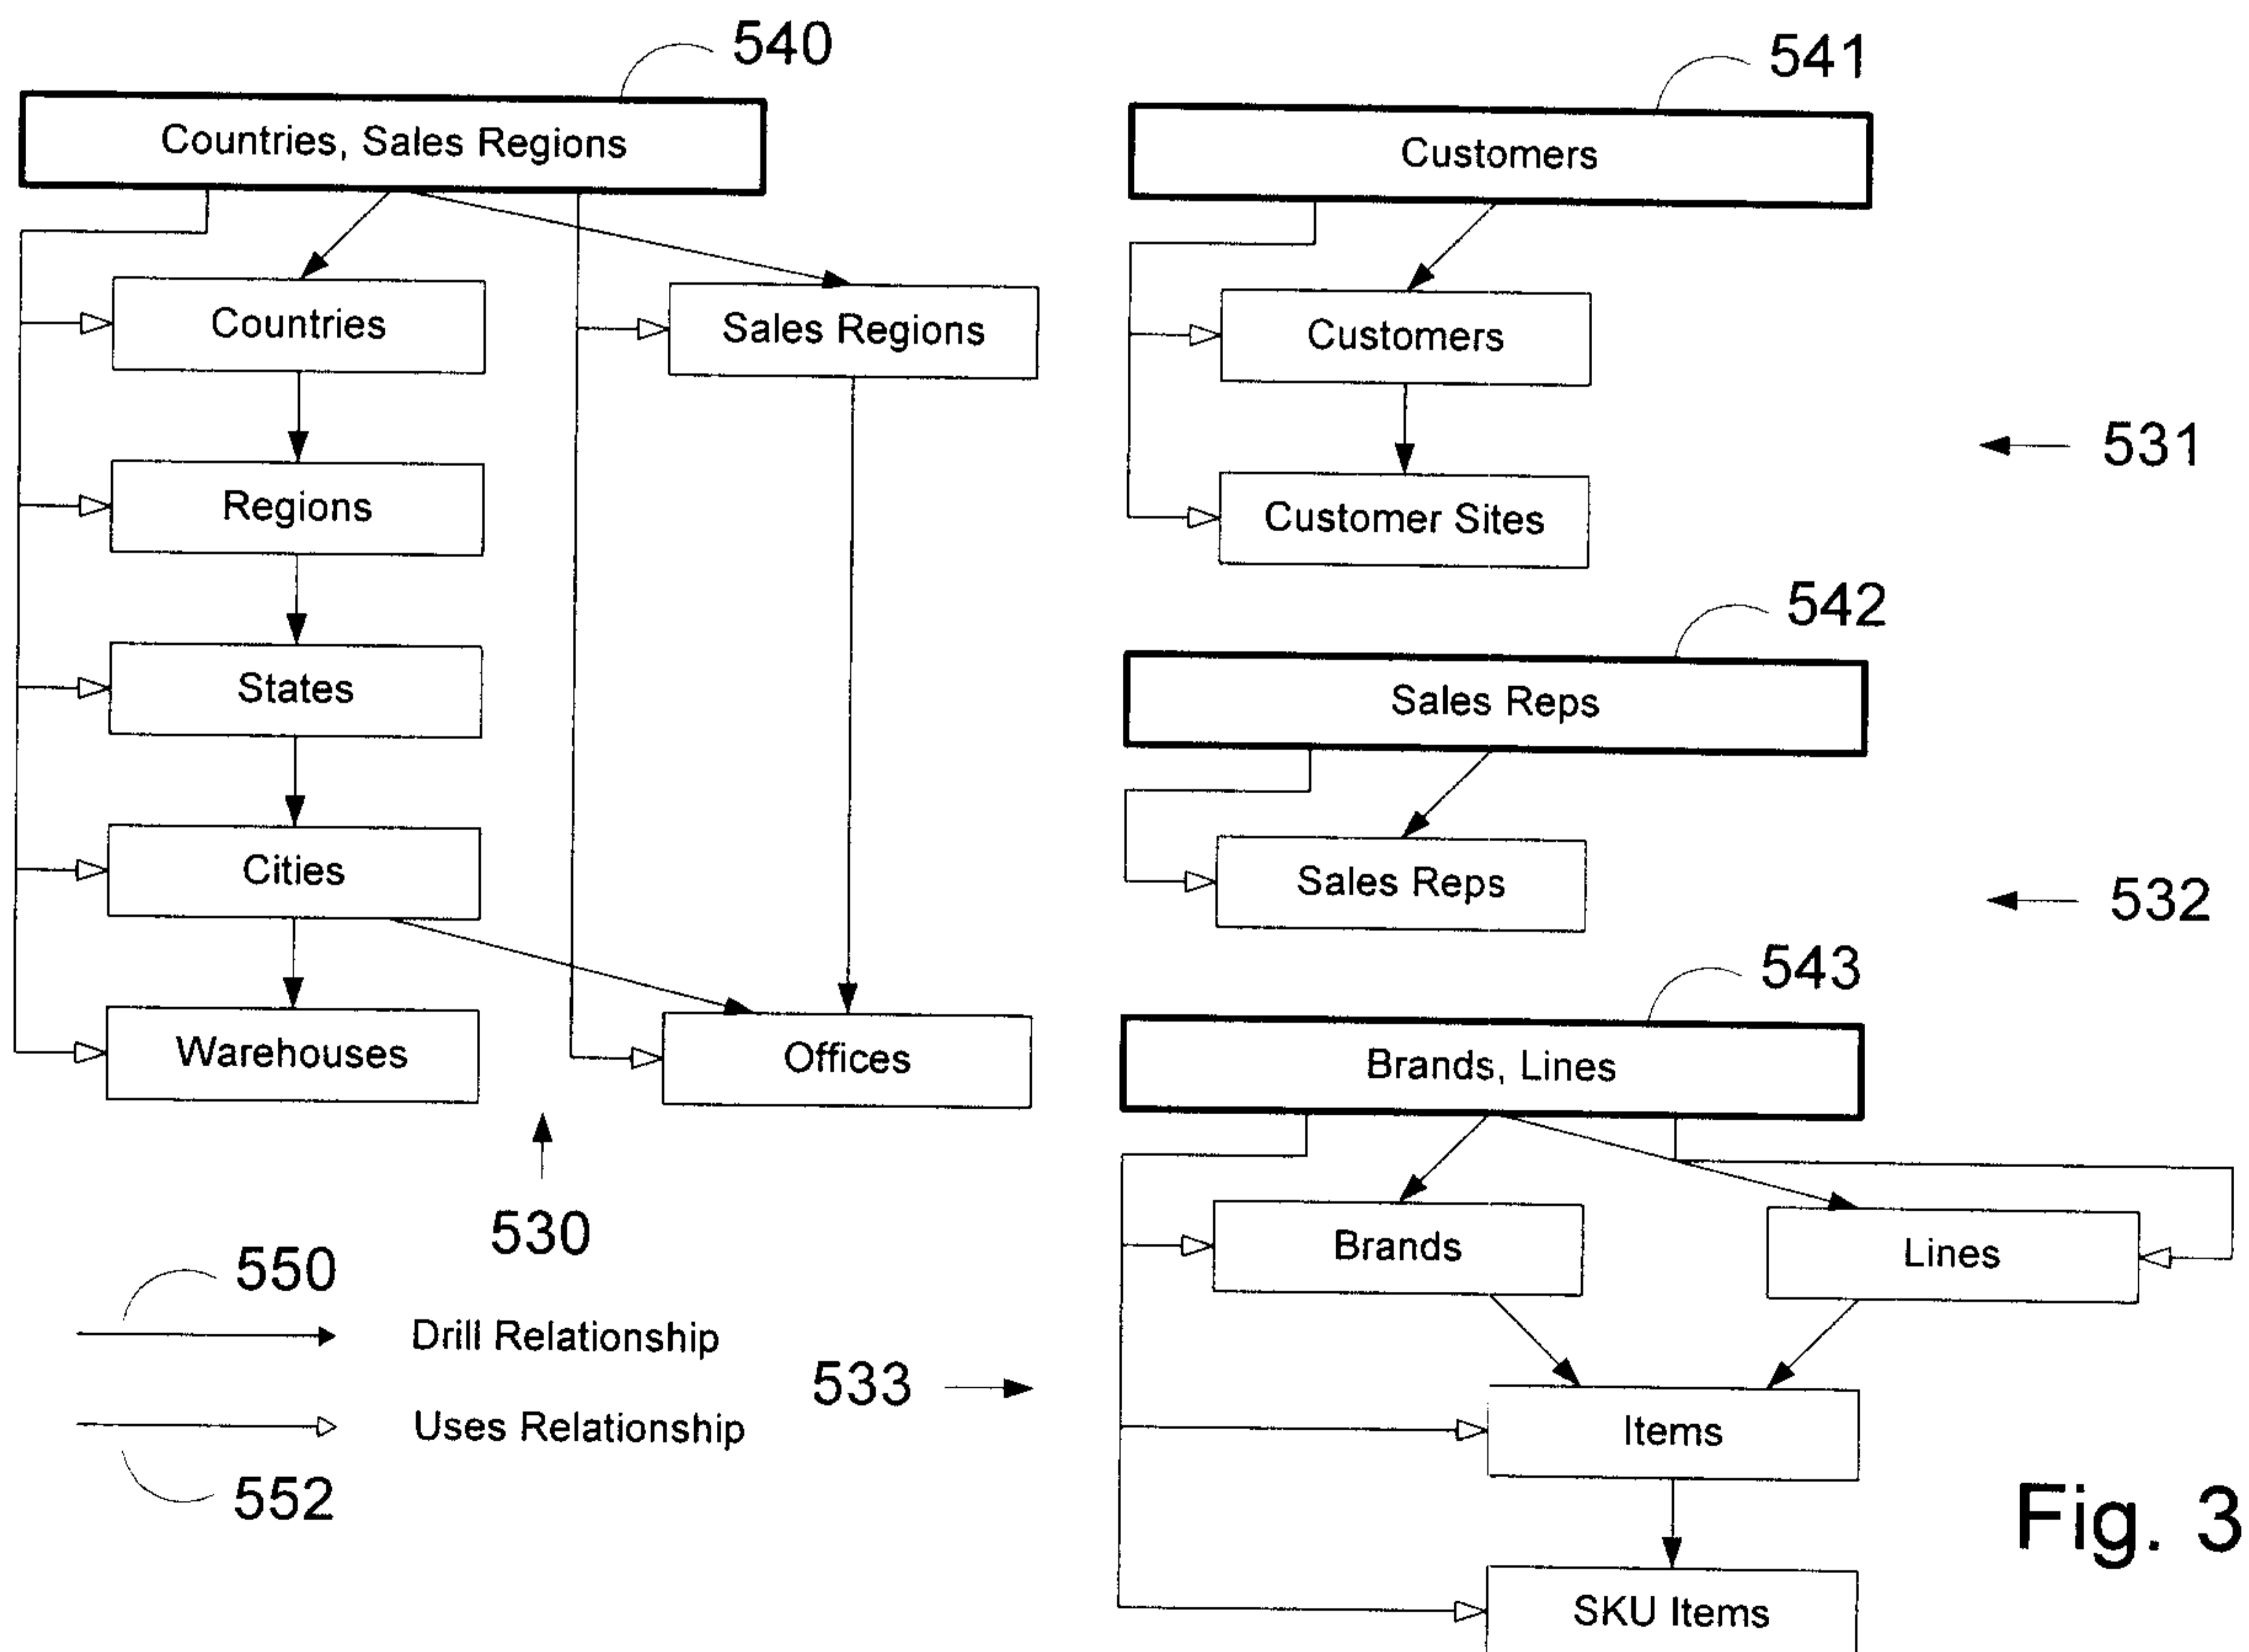 540
Countries, Sales Regions
Countries
Sales Regions
Regions
States
Cities
Warehouses
Offices
530
550
Drill Relationship
Uses Relationship
552
541
Customers
Customers
531
Customer Sites
542
Sales Reps
Sales Reps
532
543
Brands, Lines
Brands
Lines
533
Items
SKU Items
Fig. 3